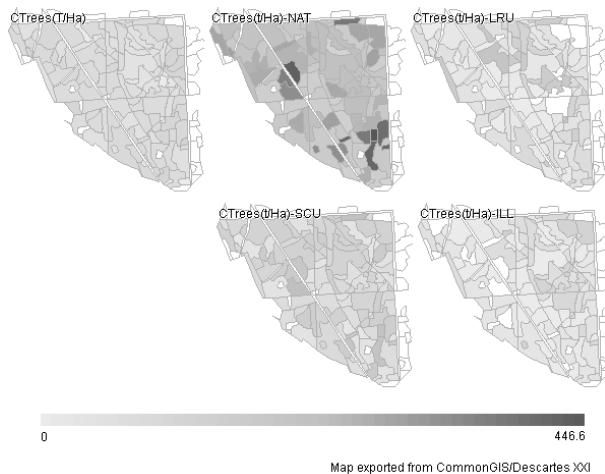 CTrees(T/Ha)
CTrees(t/Ha)-NAT
CTrees(t/Ha)-LRU
CTrees(t/Ha)-SCU
CTrees(t/Ha)-ILL
0
446.6
Map exported from CommonGIS/Descartes XXI